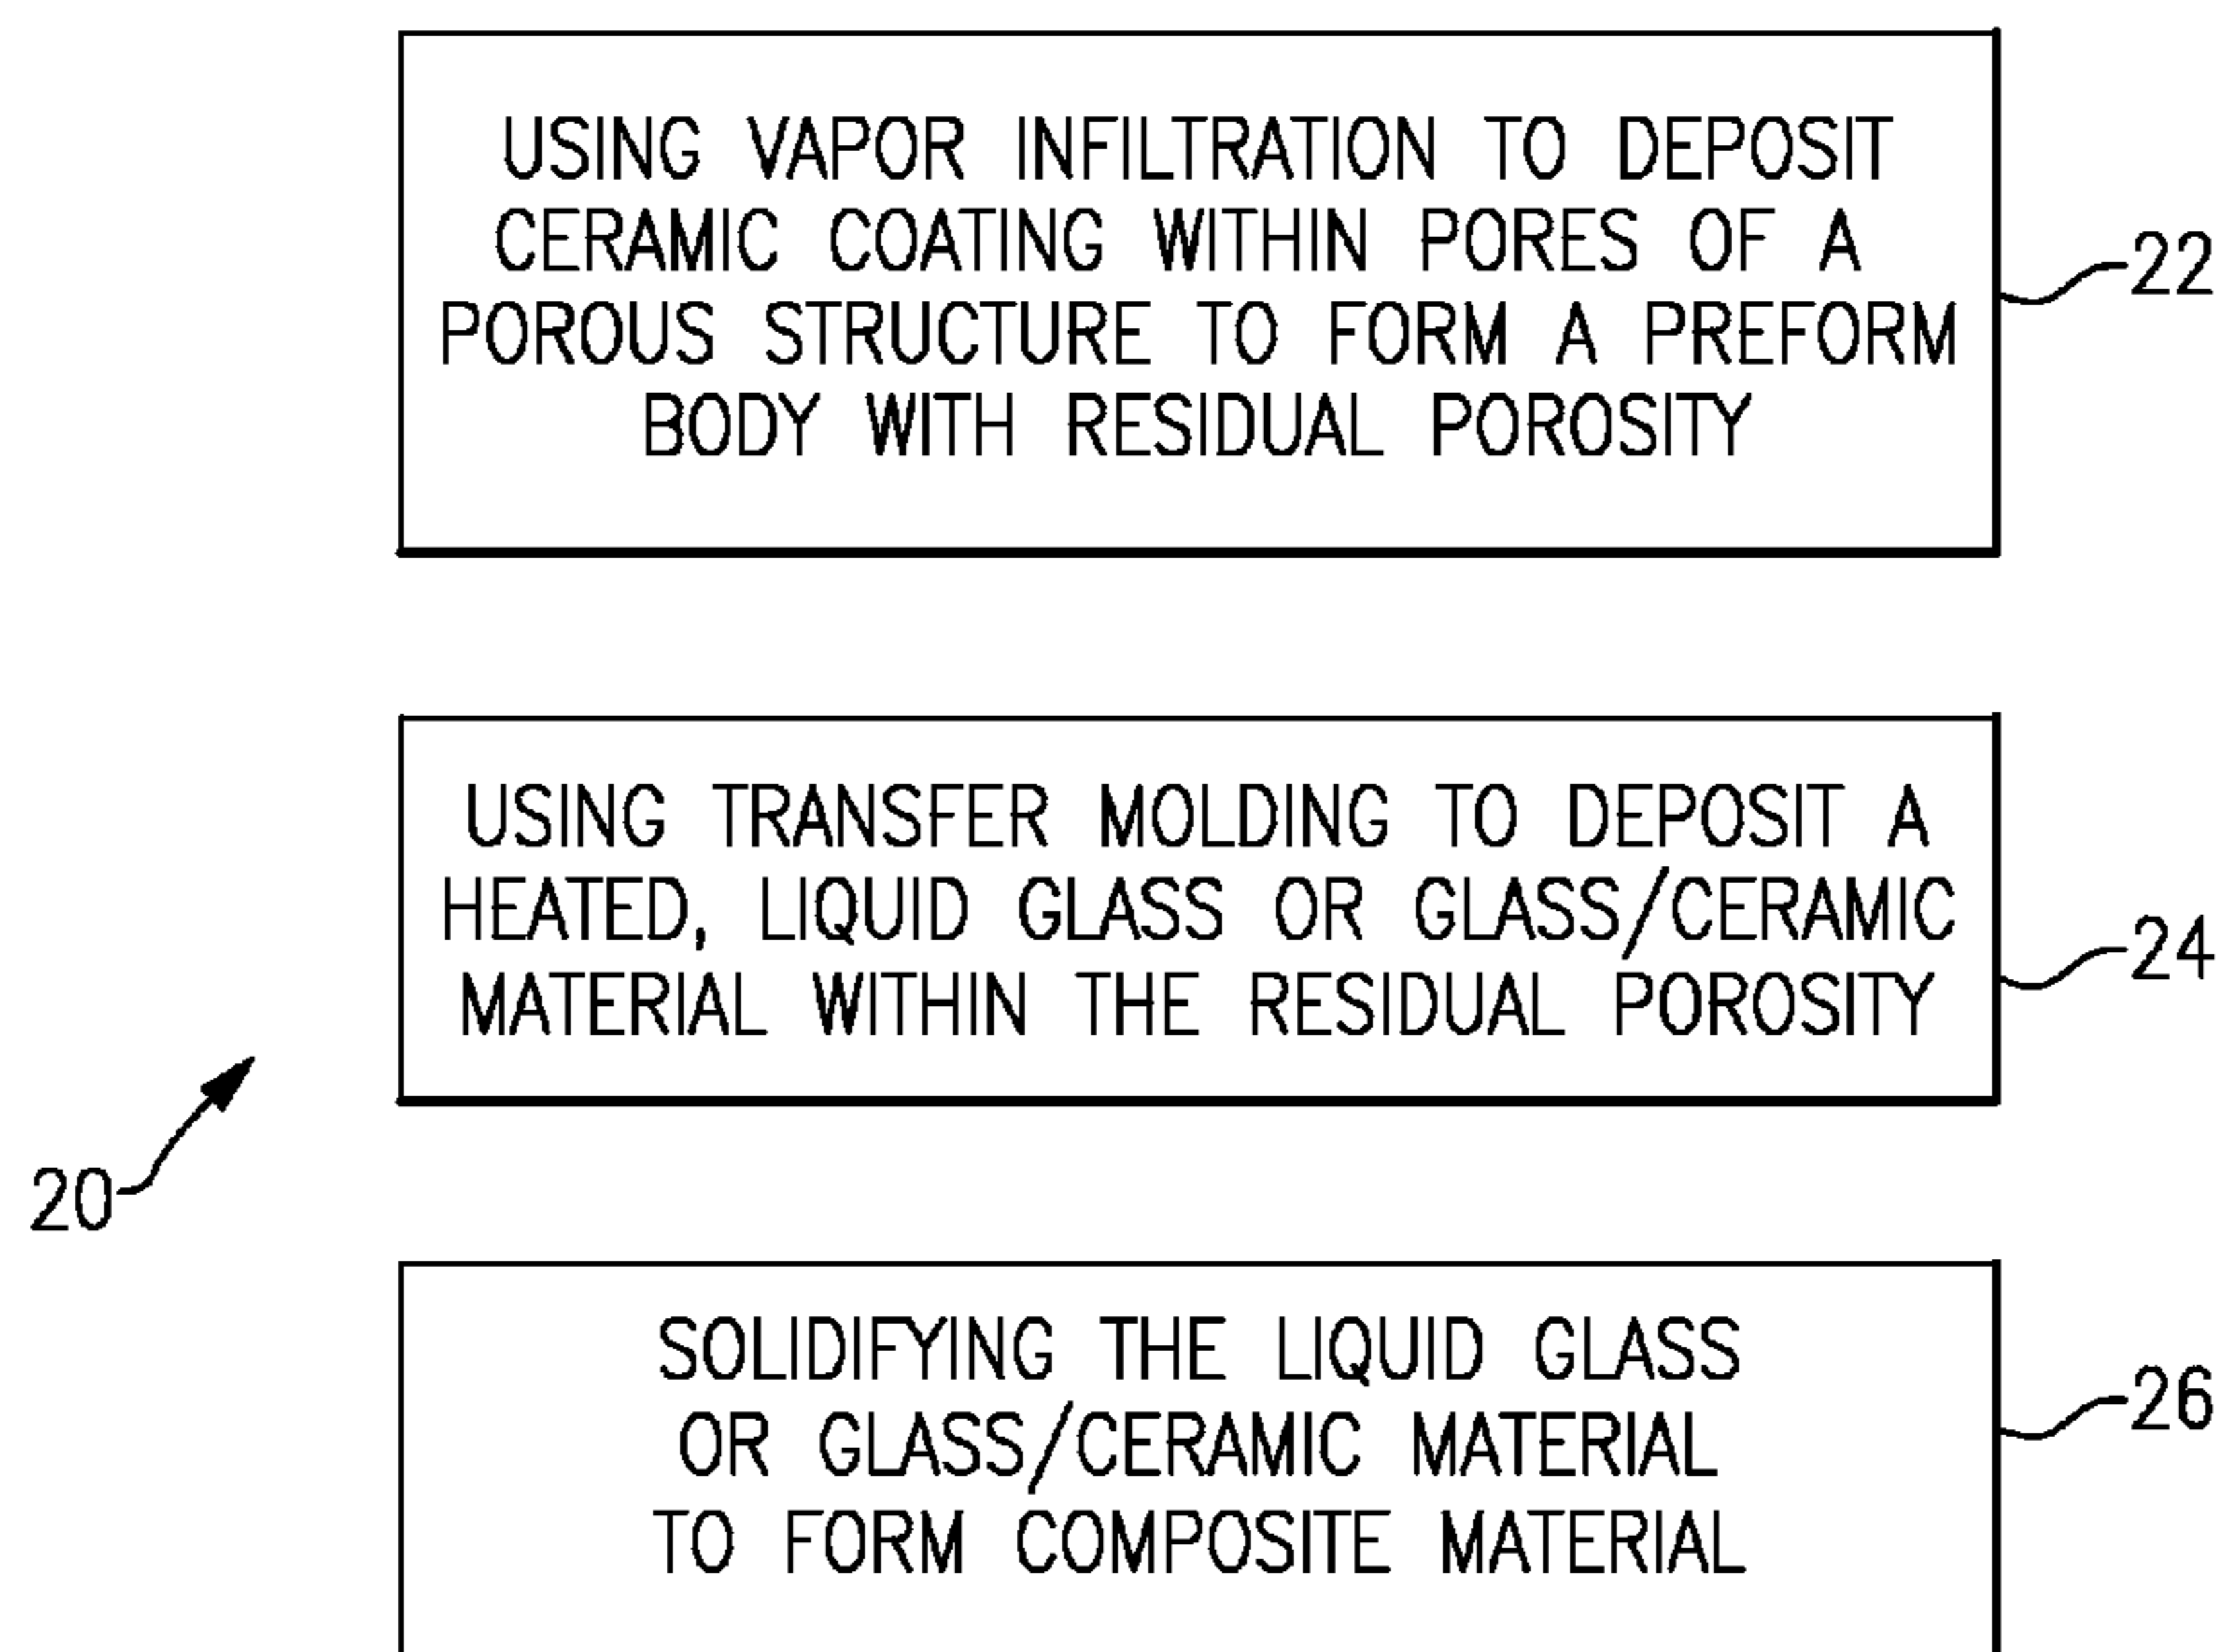 USING VAPOR INFILTRATION TO DEPOSIT
CERAMIC COATING WITHIN PORES OF A
POROUS STRUCTURE TO FORM A PREFORM
BODY WITH RESIDUAL POROSITY
22
USING TRANSFER MOLDING TO DEPOSIT A
HEATED, LIQUID GLASS OR GLASS/CERAMIC
MATERIAL WITHIN THE RESIDUAL POROSITY
24
20
SOLIDIFYING THE LIQUID GLASS
OR GLASS/CERAMIC MATERIAL
TO FORM COMPOSITE MATERIAL
26